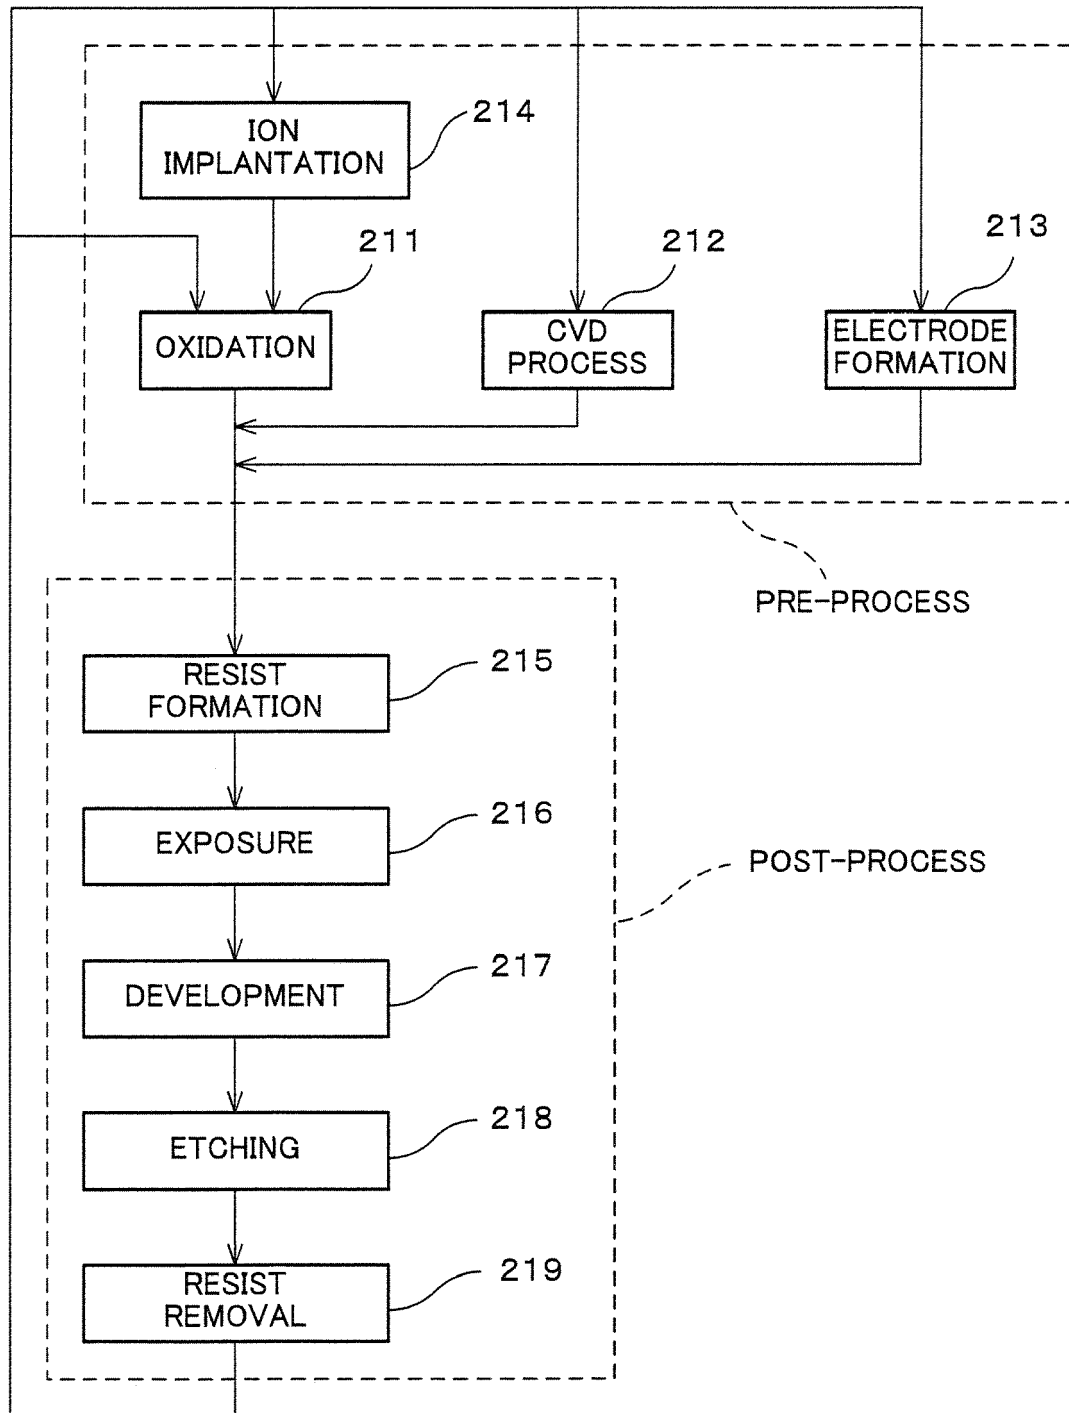 ION
IMPLANTATION
214
211
212
213
OXIDATION
CVD
PROCESS
ELECTRODE
FORMATION
PRE-PROCESS
RESIST
FORMATION
215
EXPOSURE
216
POST-PROCESS
DEVELOPMENT
217
ETCHING
218
RESIST
REMOVAL
219